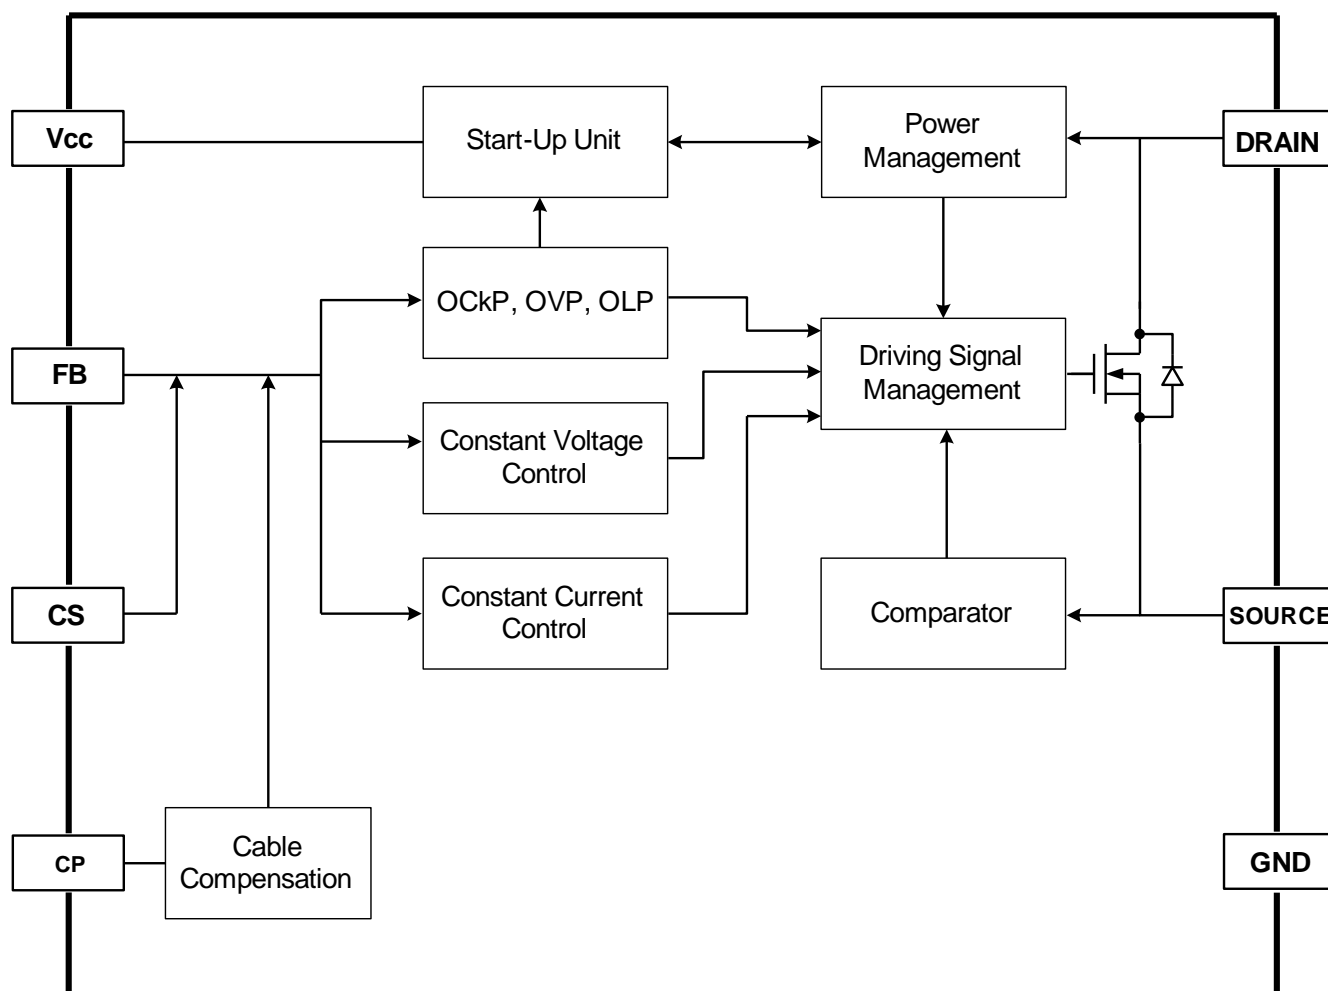 Vcc
Start-Up Unit
Power
Management
DRAIN
OCkP, OVP, OLP
FB
Driving Signal
Management
Constant Voltage
Control
CS
Constant Current
Control
Comparator
SOURCE
CP
Cable
Compensation
GND